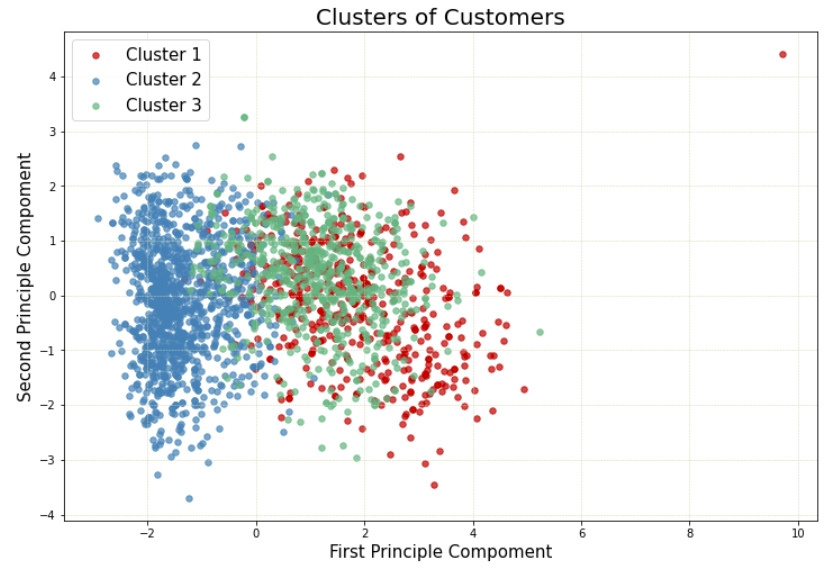 Clusters of Customers
Cluster 1
Cluster 2
Cluster 3
4
3
2
1
0
−1
−2
−3
−4
Second Principle Compoment
−2
0
2
4
6
8
10
First Principle Compoment